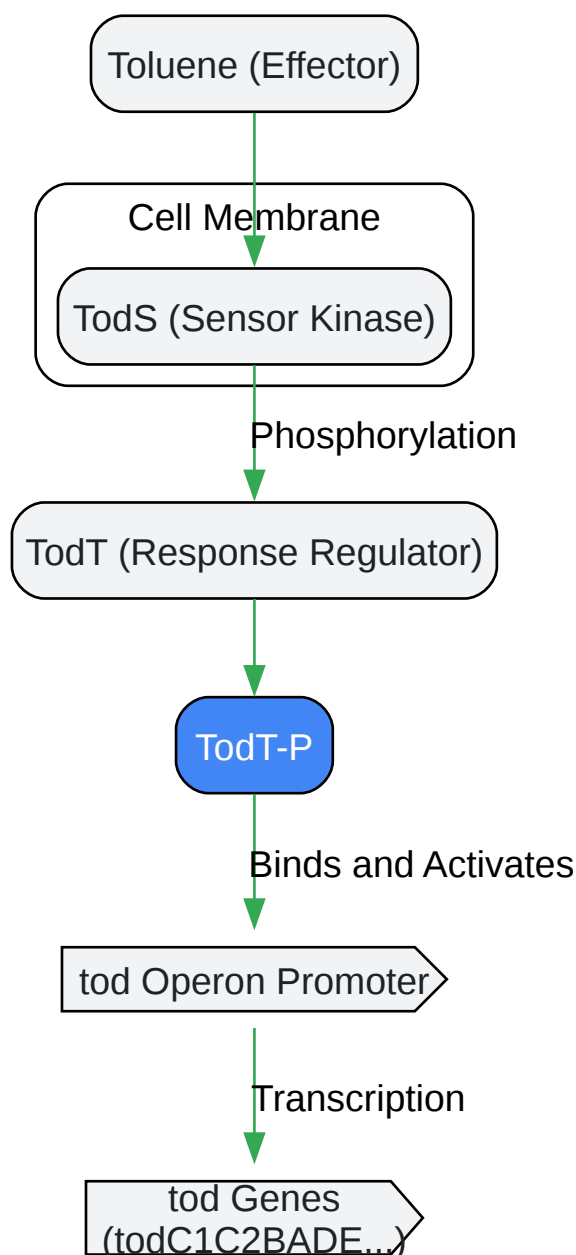 Toluene (Effector)
Cell Membrane
TodS (Sensor Kinase)
Phosphorylation
TodT (Response Regulator)
TodT-P
Binds and Activates
tod Operon Promoter
Transcription
tod Genes
(todC1C2BADE...)